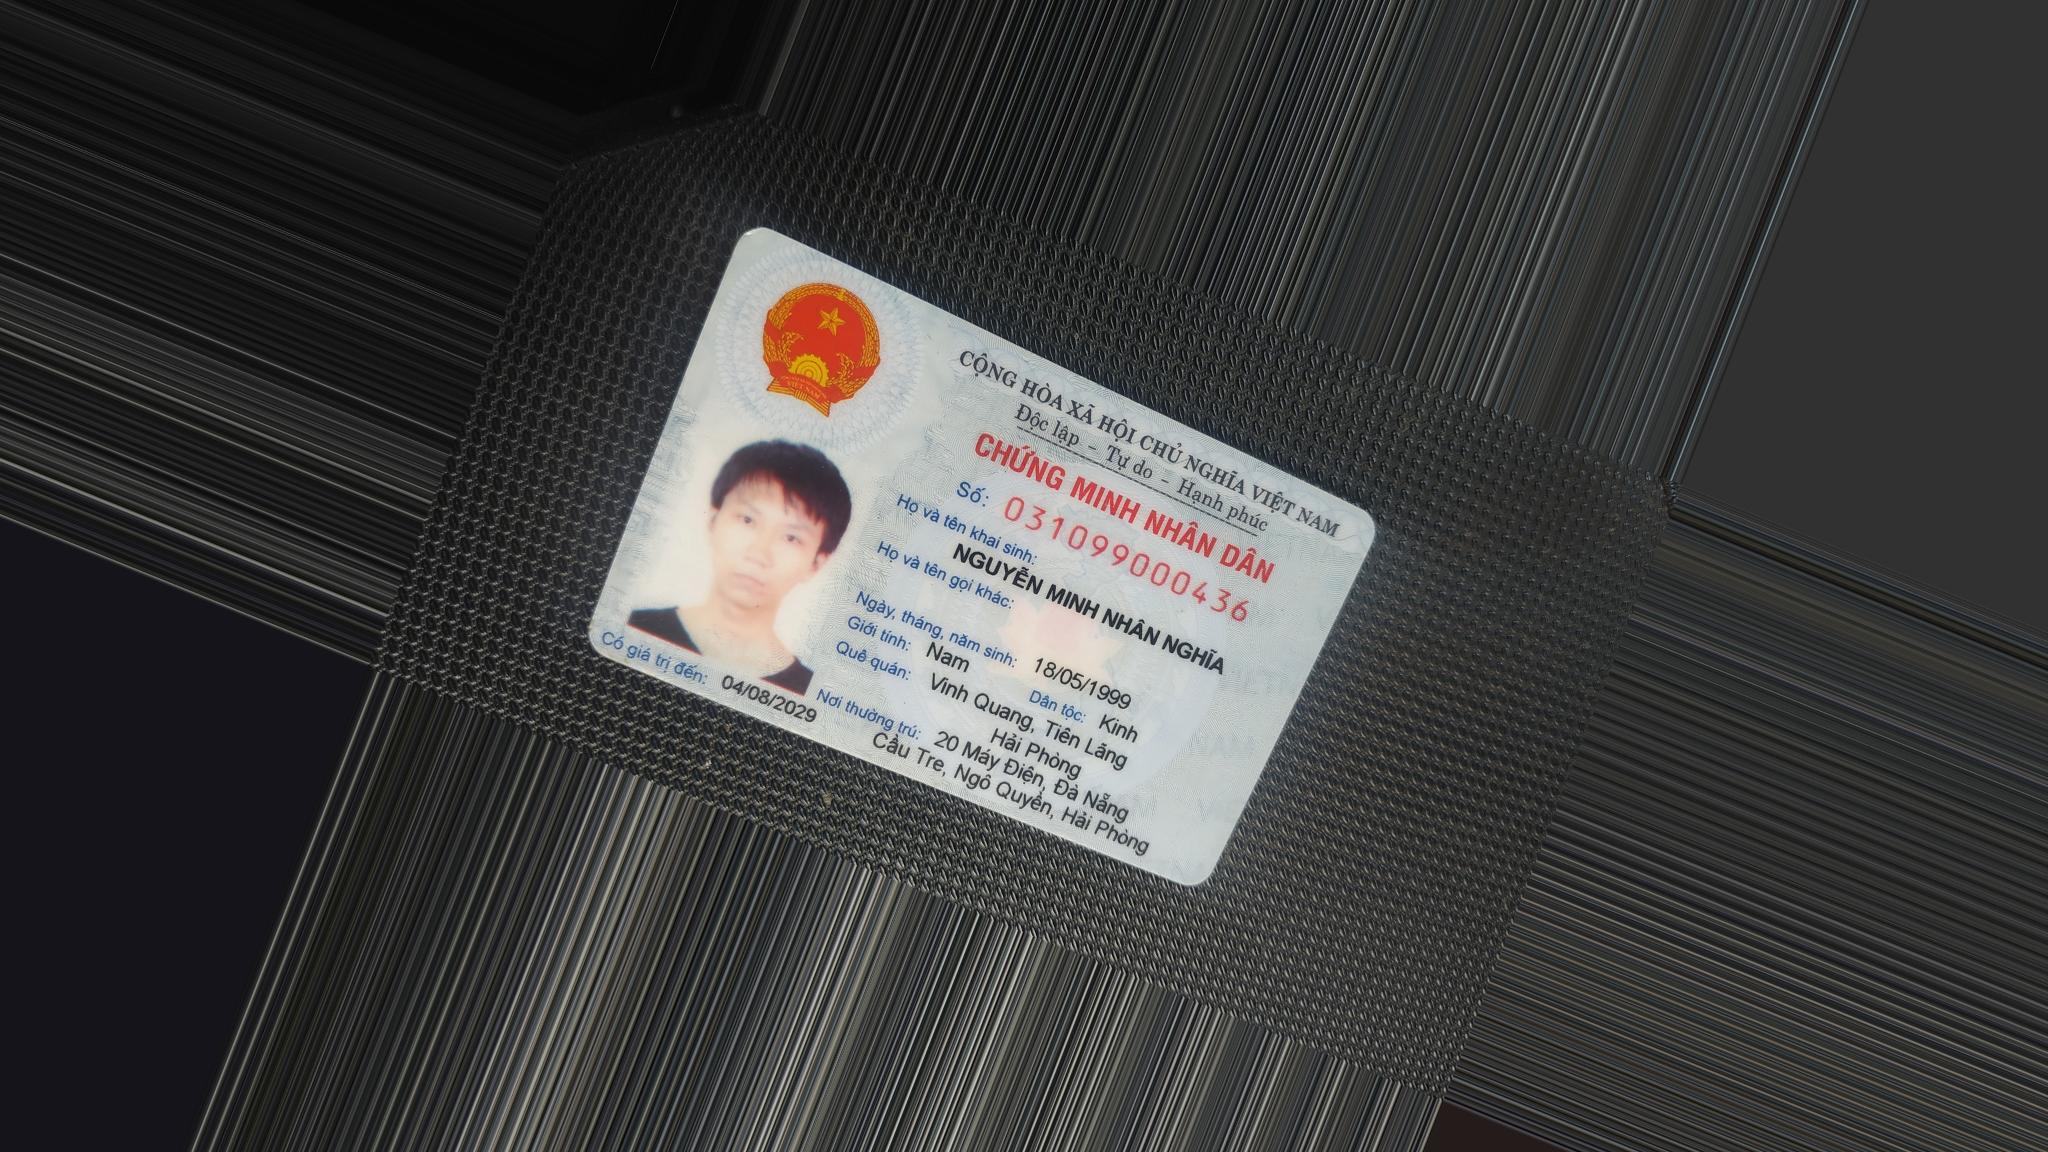 CỘNG HÒA XÃ HỘI CHỦ NGHĨA VIỆT NAM
Độc lập - Tự do - Hạnh phúc
CHỨNG MINH NHÂN DÂN
Số: 031099000436
Họ và tên khai sinh:
NGUYỄN MINH NHÂN NGHĨA
Họ và tên gọi khác:
Ngày, tháng, năm sinh: 18/05/1999
Giới tính: Nam Dân tộc: Kinh
Quê quán: Vinh Quang, Tiên Lãng
Hải Phòng
Nơi thường trú: 20 Máy Điện, Đà Nẵng
Cầu Tre, Ngô Quyền, Hải Phòng
Có giá trị đến: 04/08/2029
VIỆT NAM